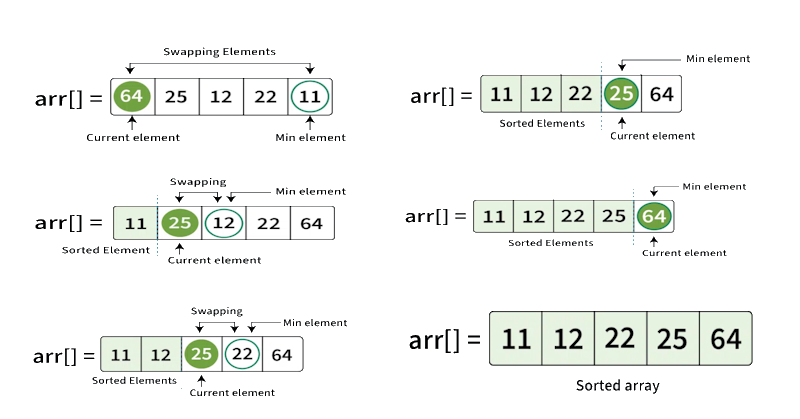 Swapping Elements
arr[] = 64 25 12 22 11
Current element Min element
Swapping
Min element
arr[] = 11 25 12 22 64
Sorted Element
Current element
Swapping
Min element
arr[] = 11 12 25 22 64
Sorted Elements
Current element
Min element
arr[] = 11 12 22 25 64
Sorted Elements
Current element
Min element
arr[] = 11 12 22 25 64
Sorted Elements
Current element
arr[] = 11 12 22 25 64
Sorted array